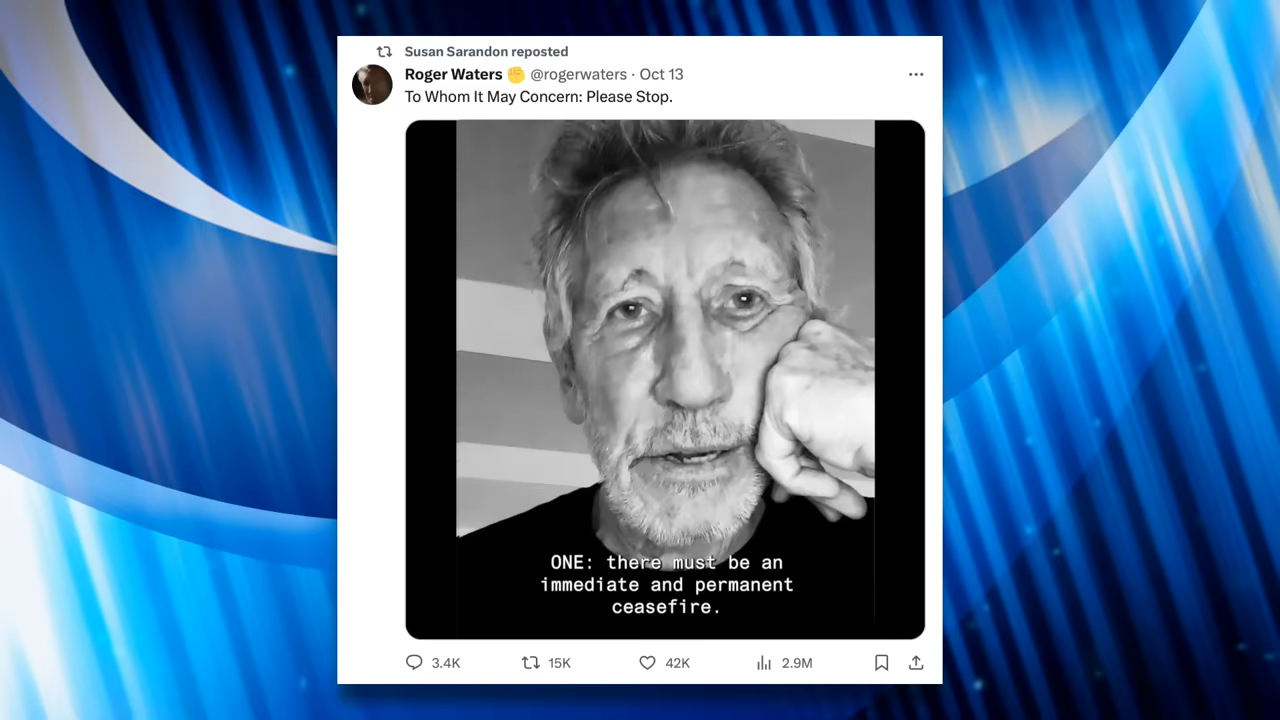 Susan Sarandon reposted
Roger Waters ✊ @rogerwaters · Oct 13
To Whom It May Concern: Please Stop.
ONE: there must be an
immediate and permanent
ceasefire.
3.4K 15K 42K 2.9M